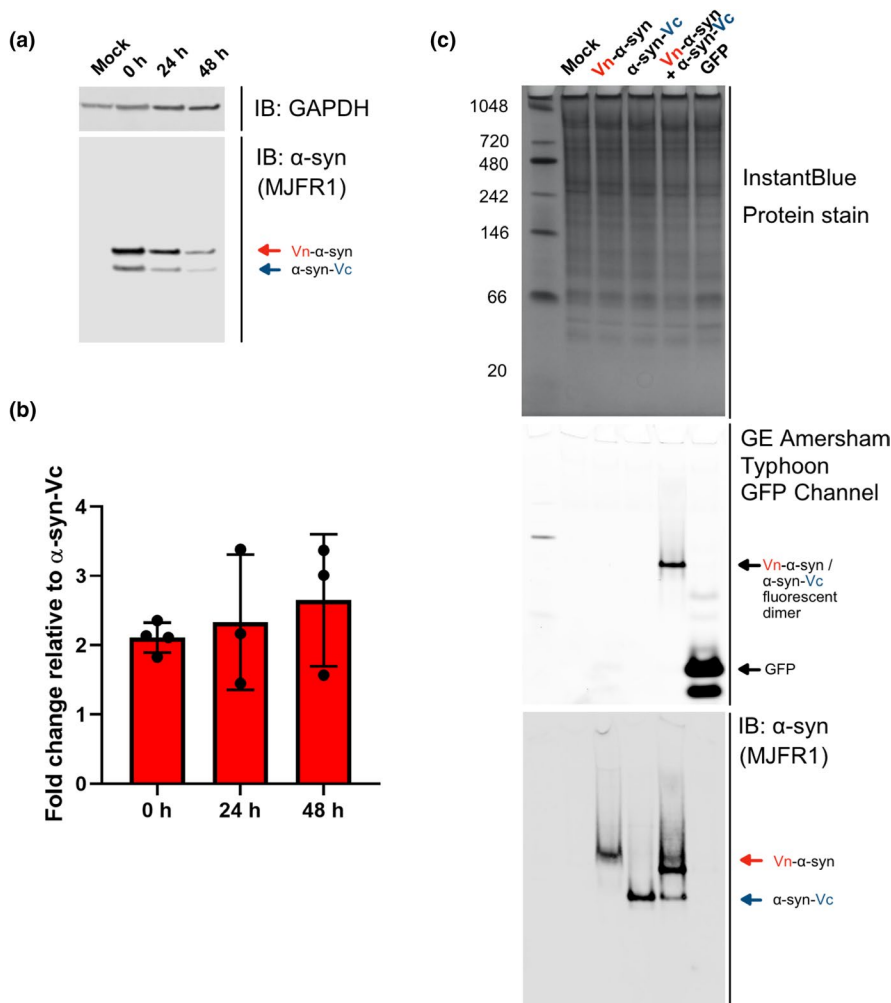 (a)
Mock
0 h
24 h
48 h
IB: GAPDH
IB: α-syn
(MJFR1)
Vn-α-syn
α-syn-Vc
(b)
Fold change relative to α-syn-Vc
4
3
2
1
0
0 h
24 h
48 h
(c)
Mock
Vn-α-syn
α-syn-Vc
Vn-α-syn
+ α-syn-Vc
GFP
1048
720
480
242
146
66
20
InstantBlue
Protein stain
GE Amersham
Typhoon
GFP Channel
Vn-α-syn /
α-syn-Vc
fluorescent
dimer
GFP
IB: α-syn
(MJFR1)
Vn-α-syn
α-syn-Vc